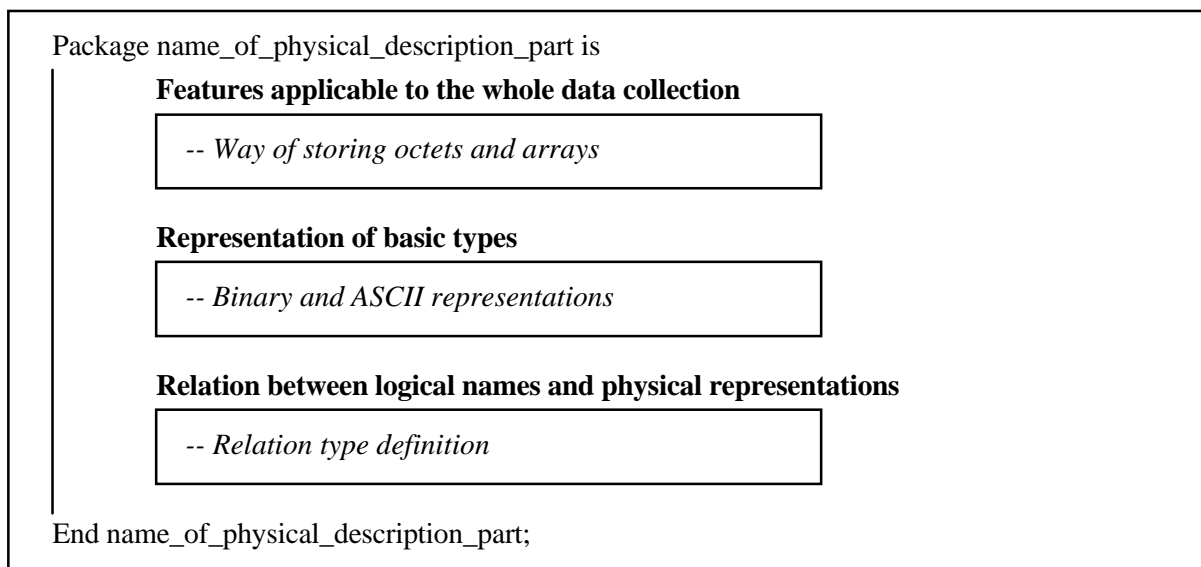 Package name_of_physical_description_part is
Features applicable to the whole data collection
-- Way of storing octets and arrays
Representation of basic types
-- Binary and ASCII representations
Relation between logical names and physical representations
-- Relation type definition
End name_of_physical_description_part;